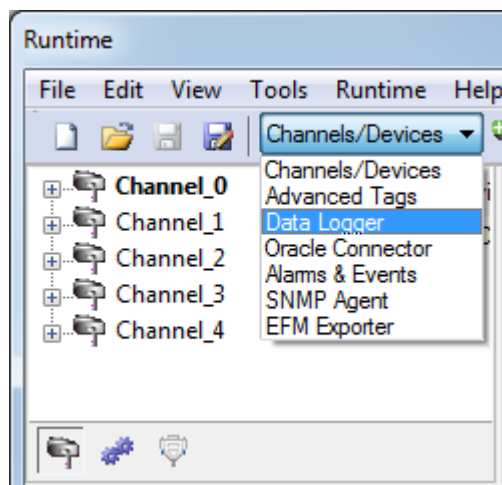 Runtime
File Edit View Tools Runtime Help
Channels/Devices
Channel_0
Channel_1
Channel_2
Channel_3
Channel_4
Channels/Devices
Advanced Tags
Data Logger
Oracle Connector
Alarms & Events
SNMP Agent
EFM Exporter